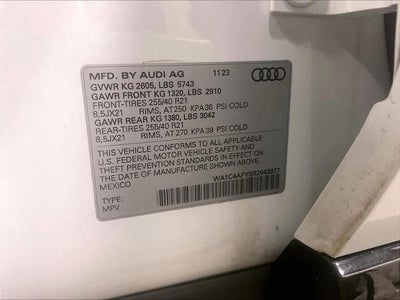 MFD. BY AUDI AG 11 23
GVWR KG 2605, LBS 5743
GAWR FRONT KG 1320, LBS 2910
FRONT-TIRES 255/40 R21
8,5JX21 RIMS, AT 250 KPA 36 PSI COLD
GAWR REAR KG 1380, LBS 3042
REAR-TIRES 255/40 R21
8,5JX21 RIMS, AT 270 KPA 39 PSI COLD
THIS VEHICLE CONFORMS TO ALL APPLICABLE
U.S. FEDERAL MOTOR VEHICLE SAFETY AND
THEFT PREVENTION STANDARDS IN EFFECT
ON THE DATE OF MANUFACTURE SHOWN ABOVE.
MEXICO
TYPE:
MPV